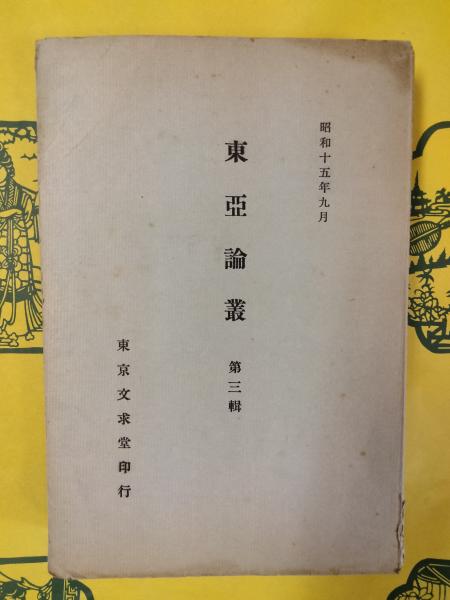 昭和十五年九月
東亞論叢 第三輯
東京文求堂印行